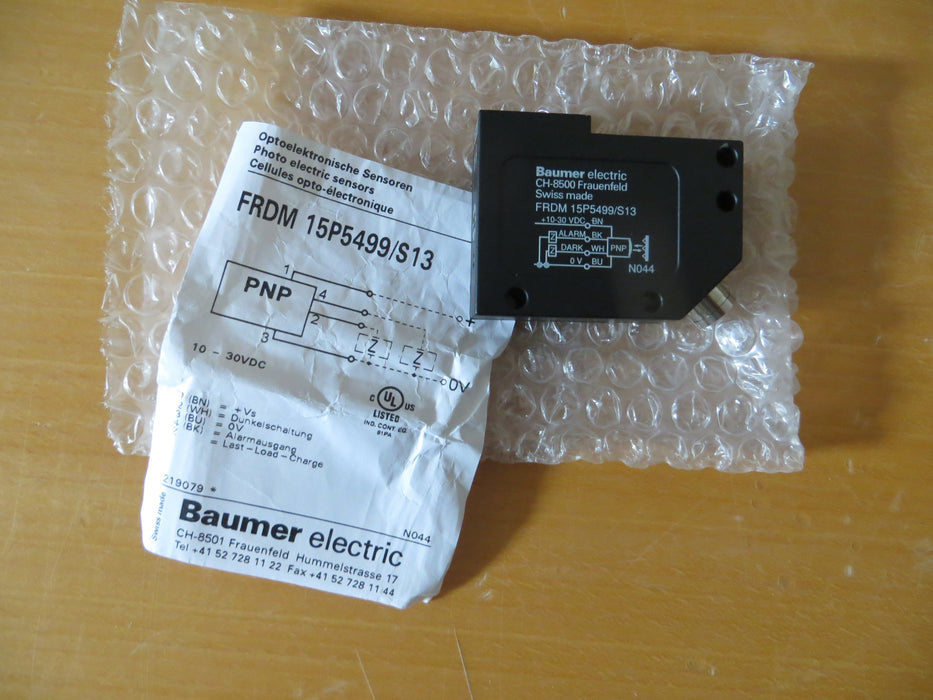 Optoelektronische Sensoren
Photo electric sensors
Cellules opto-électronique
FRDM 15P5499/S13
PNP
1
4
2
3
+
Z
Z
0V
10 - 30VDC
C UL US
LISTED
IND. CONT. EQ
81PA
(BN) = +Vs
(WH) = Dunkelschaltung
(BU) = 0V
(BK) = Alarmausgang
= Last-Load-Charge
219079 *
Swiss made
N044
Baumer electric
CH-8501 Frauenfeld Hummelstrasse 17
Tel +41 52 728 11 22 Fax +41 52 728 11 44
Baumer electric
CH-8500 Frauenfeld
Swiss made
FRDM 15P5499/S13
+10-30 VDC BN
Z ALARM BK
Z DARK WH
PNP
0 V BU
N044